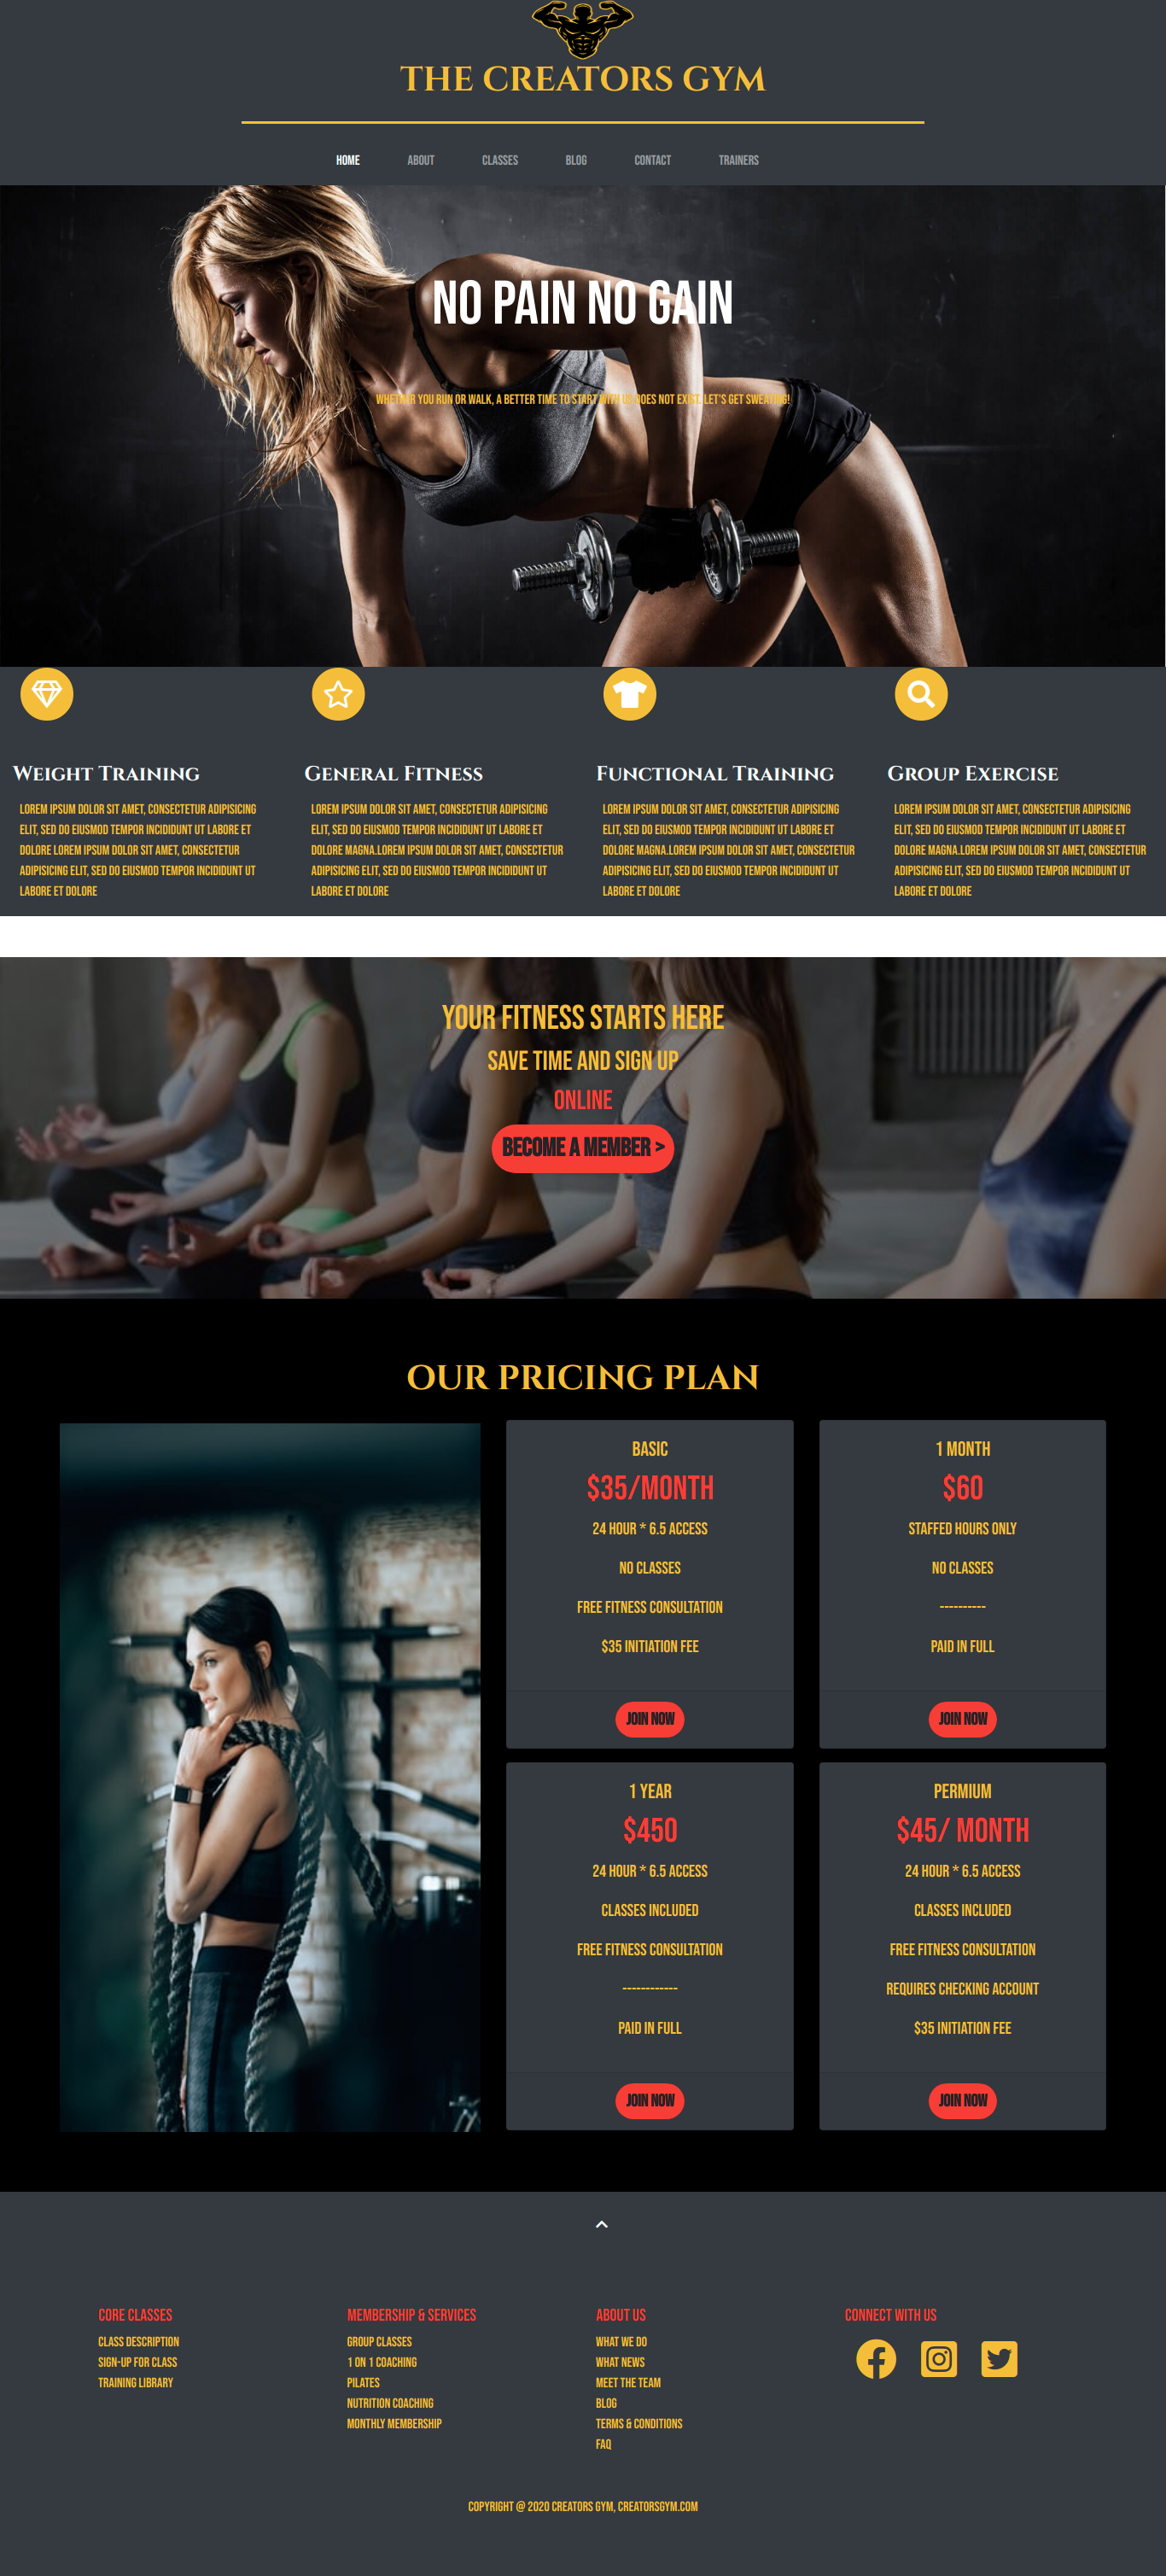 THE CREATORS GYM
HOME ABOUT CLASSES BLOG CONTACT TRAINERS
NO PAIN NO GAIN
WHETHER YOU RUN OR WALK, A BETTER TIME TO START WITH US DOES NOT EXIST. LET'S GET SWEATING!
WEIGHT TRAINING
LOREM IPSUM DOLOR SIT AMET, CONSECTETUR ADIPISICING
ELIT, SED DO EIUSMOD TEMPOR INCIDIDUNT UT LABORE ET
DOLORE LOREM IPSUM DOLOR SIT AMET, CONSECTETUR
ADIPISICING ELIT, SED DO EIUSMOD TEMPOR INCIDIDUNT UT
LABORE ET DOLORE
GENERAL FITNESS
LOREM IPSUM DOLOR SIT AMET, CONSECTETUR ADIPISICING
ELIT, SED DO EIUSMOD TEMPOR INCIDIDUNT UT LABORE ET
DOLORE MAGNA.LOREM IPSUM DOLOR SIT AMET, CONSECTETUR
ADIPISICING ELIT, SED DO EIUSMOD TEMPOR INCIDIDUNT UT
LABORE ET DOLORE
FUNCTIONAL TRAINING
LOREM IPSUM DOLOR SIT AMET, CONSECTETUR ADIPISICING
ELIT, SED DO EIUSMOD TEMPOR INCIDIDUNT UT LABORE ET
DOLORE MAGNA.LOREM IPSUM DOLOR SIT AMET, CONSECTETUR
ADIPISICING ELIT, SED DO EIUSMOD TEMPOR INCIDIDUNT UT
LABORE ET DOLORE
GROUP EXERCISE
LOREM IPSUM DOLOR SIT AMET, CONSECTETUR ADIPISICING
ELIT, SED DO EIUSMOD TEMPOR INCIDIDUNT UT LABORE ET
DOLORE MAGNA.LOREM IPSUM DOLOR SIT AMET, CONSECTETUR
ADIPISICING ELIT, SED DO EIUSMOD TEMPOR INCIDIDUNT UT
LABORE ET DOLORE
YOUR FITNESS STARTS HERE
SAVE TIME AND SIGN UP
ONLINE
BECOME A MEMBER >
OUR PRICING PLAN
BASIC
$35/MONTH
24 HOUR * 6.5 ACCESS
NO CLASSES
FREE FITNESS CONSULTATION
$35 INITIATION FEE
JOIN NOW
1 MONTH
$60
STAFFED HOURS ONLY
NO CLASSES
----------
PAID IN FULL
JOIN NOW
1 YEAR
$450
24 HOUR * 6.5 ACCESS
CLASSES INCLUDED
FREE FITNESS CONSULTATION
------------
PAID IN FULL
JOIN NOW
PERMIUM
$45/ MONTH
24 HOUR * 6.5 ACCESS
CLASSES INCLUDED
FREE FITNESS CONSULTATION
REQUIRES CHECKING ACCOUNT
$35 INITIATION FEE
JOIN NOW
CORE CLASSES
CLASS DESCRIPTION
SIGN-UP FOR CLASS
TRAINING LIBRARY
MEMBERSHIP & SERVICES
GROUP CLASSES
1 ON 1 COACHING
PILATES
NUTRITION COACHING
MONTHLY MEMBERSHIP
ABOUT US
WHAT WE DO
WHAT NEWS
MEET THE TEAM
BLOG
TERMS & CONDITIONS
FAQ
CONNECT WITH US
COPYRIGHT @ 2020 CREATORS GYM, CREATORSGYM.COM